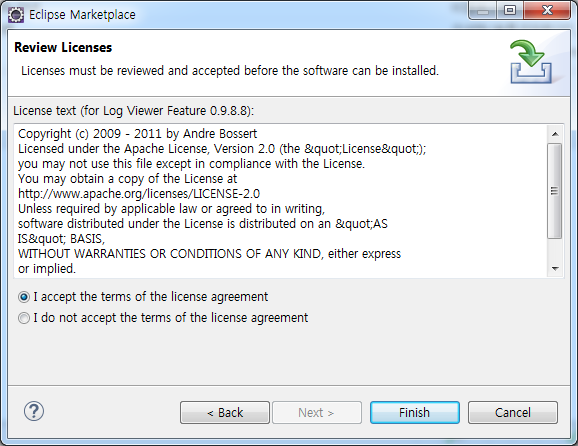 Eclipse Marketplace
Review Licenses
Licenses must be reviewed and accepted before the software can be installed.
License text (for Log Viewer Feature 0.9.8.8):
Copyright (c) 2009 - 2011 by Andre Bossert
Licensed under the Apache License, Version 2.0 (the &quot;License&quot;);
you may not use this file except in compliance with the License.
You may obtain a copy of the License at
http://www.apache.org/licenses/LICENSE-2.0
Unless required by applicable law or agreed to in writing,
software distributed under the License is distributed on an &quot;AS
IS&quot; BASIS,
WITHOUT WARRANTIES OR CONDITIONS OF ANY KIND, either express
or implied.
I accept the terms of the license agreement
I do not accept the terms of the license agreement
?
< Back
Next >
Finish
Cancel